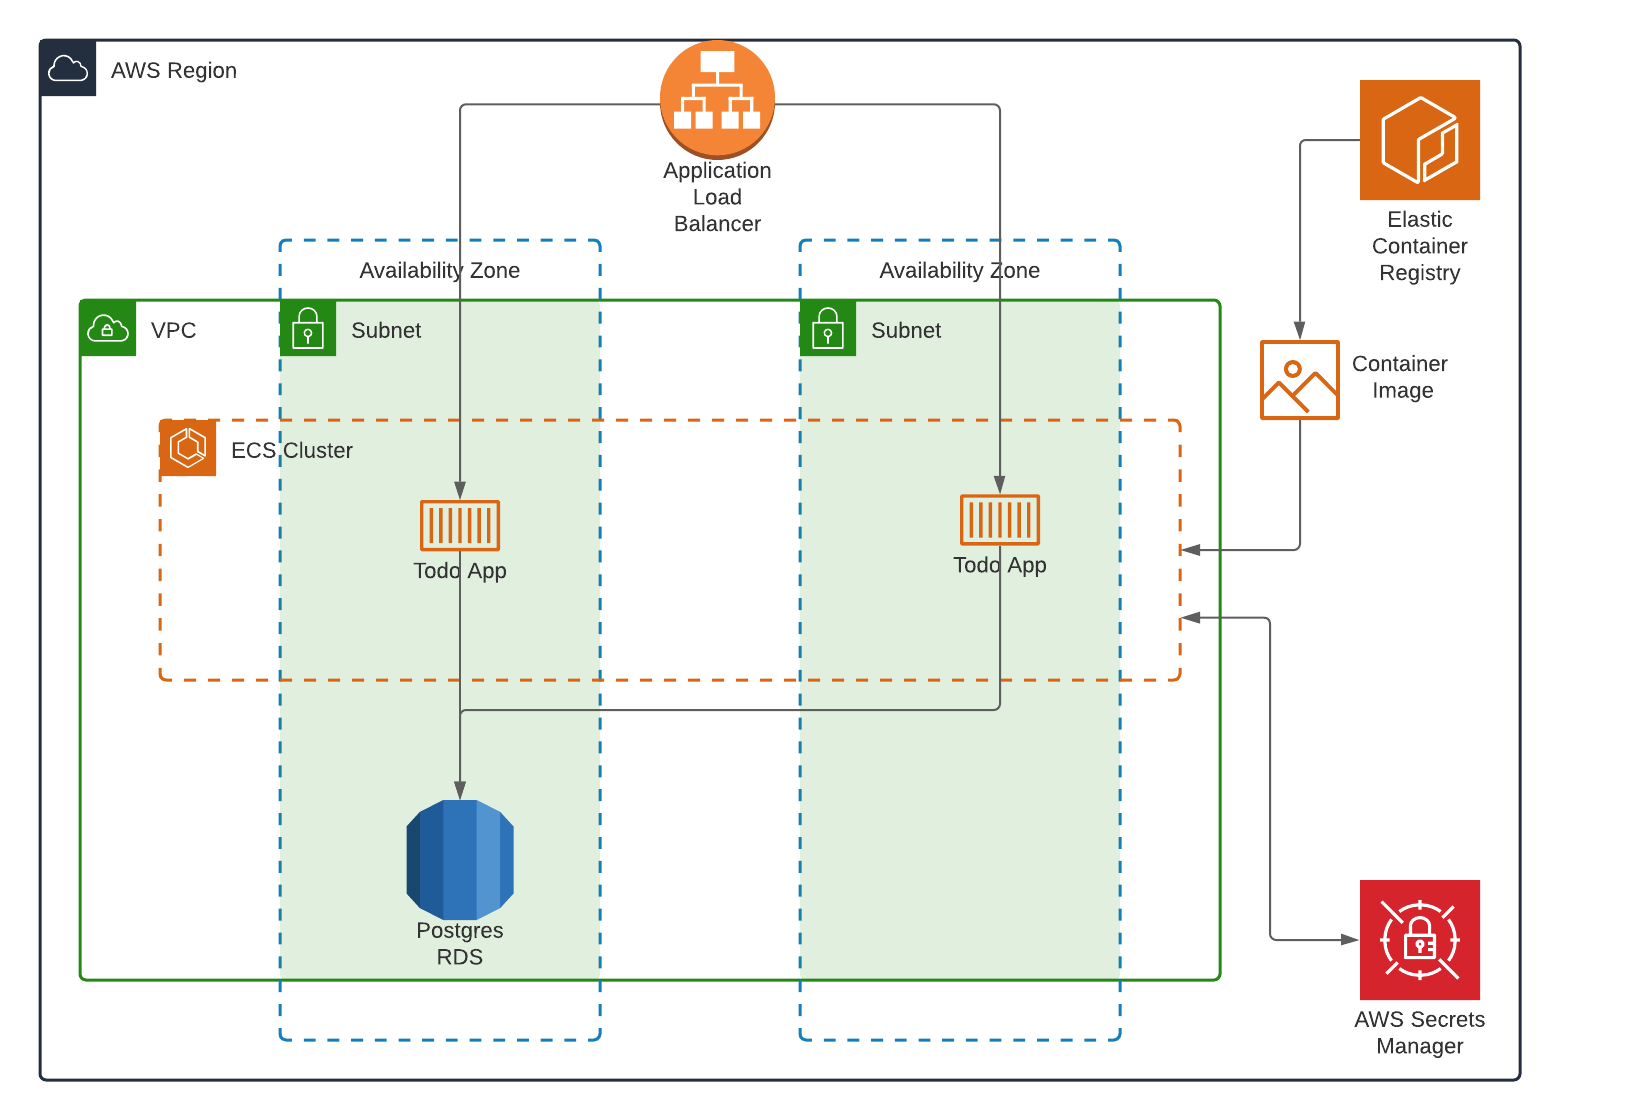 AWS Region
Application
Load
Balancer
Elastic
Container
Registry
Availability Zone
Availability Zone
VPC
Subnet
Subnet
Container
Image
ECS Cluster
Todo App
Todo App
Postgres
RDS
AWS Secrets
Manager